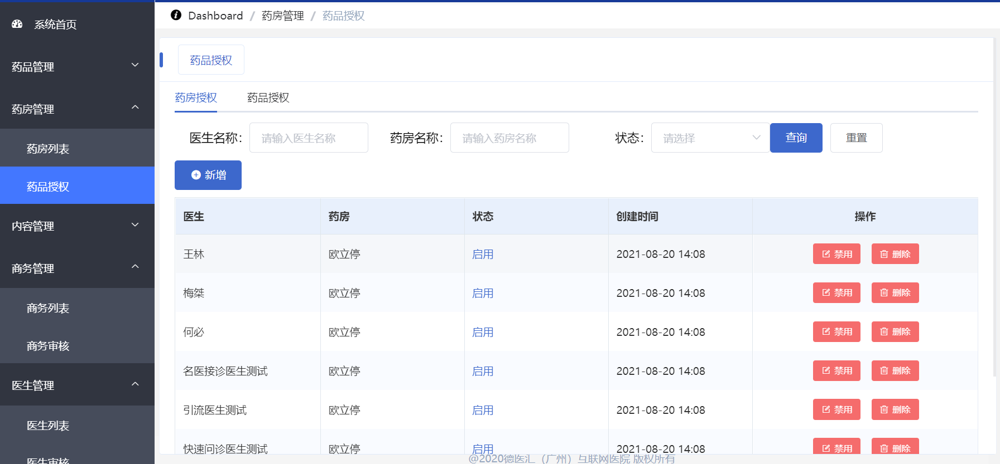 系统首页
药品管理
药房管理
药房列表
药品授权
内容管理
商务管理
商务列表
商务审核
医生管理
医生列表
医生审核
Dashboard / 药房管理 / 药品授权
药品授权
药房授权 药品授权
医生名称： 请输入医生名称 药房名称： 请输入药房名称 状态： 请选择 查询 重置
新增
医生 药房 状态 创建时间 操作
王林 欧立停 启用 2021-08-20 14:08 禁用 删除
梅桀 欧立停 启用 2021-08-20 14:08 禁用 删除
何必 欧立停 启用 2021-08-20 14:08 禁用 删除
名医接诊医生测试 欧立停 启用 2021-08-20 14:08 禁用 删除
引流医生测试 欧立停 启用 2021-08-20 14:08 禁用 删除
快速问诊医生测试 欧立停 启用 2021-08-20 14:08 禁用 删除
@2020德医汇（广州）互联网医院 版权所有